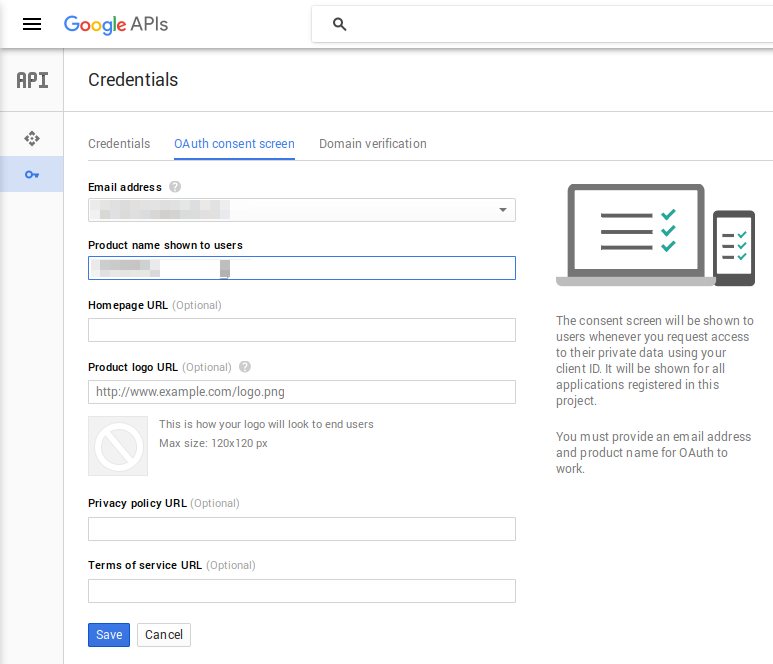 Google APIs
API
Credentials
Credentials OAuth consent screen Domain verification
Email address ?
Product name shown to users
Homepage URL (Optional)
Product logo URL (Optional) ?
http://www.example.com/logo.png
This is how your logo will look to end users
Max size: 120x120 px
Privacy policy URL (Optional)
Terms of service URL (Optional)
Save Cancel
The consent screen will be shown to
users whenever you request access
to their private data using your
client ID. It will be shown for all
applications registered in this
project.
You must provide an email address
and product name for OAuth to
work.